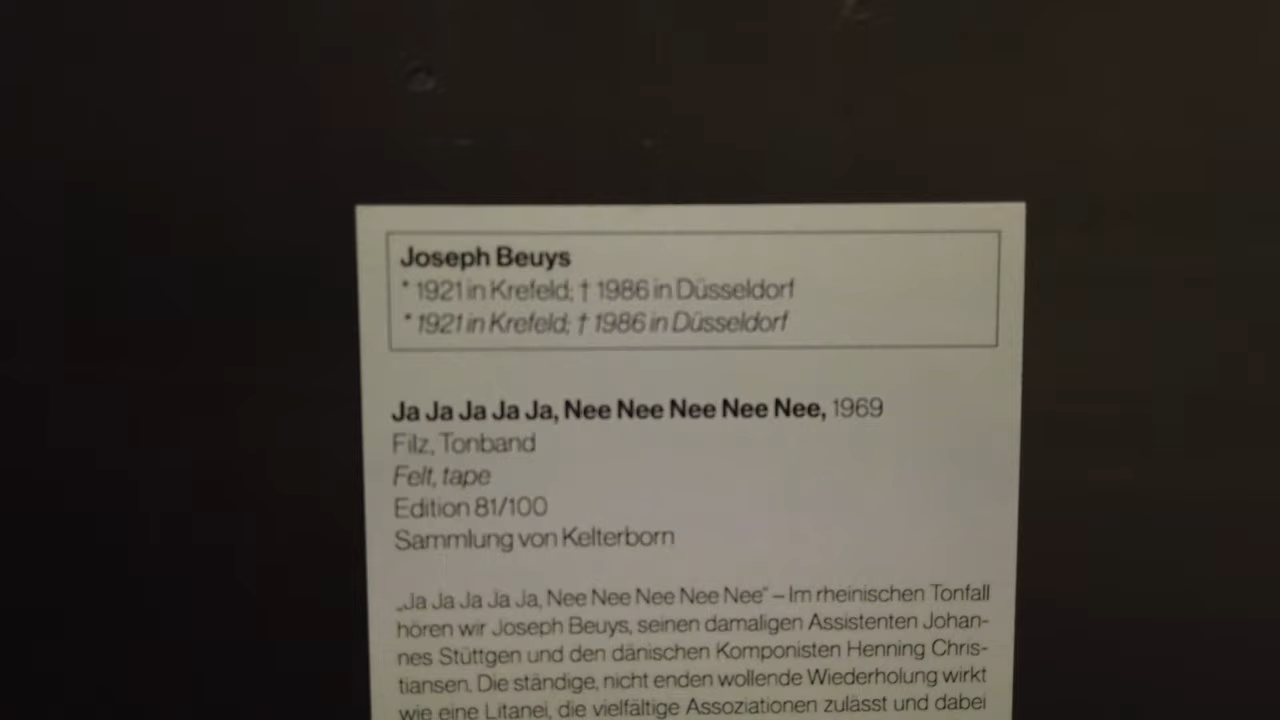 Joseph Beuys
* 1921 in Krefeld; † 1986 in Düsseldorf
* 1921 in Krefeld; † 1986 in Düsseldorf
Ja Ja Ja Ja Ja, Nee Nee Nee Nee Nee, 1969
Filz, Tonband
Felt, tape
Edition 81/100
Sammlung von Kelterborn
„Ja Ja Ja Ja Ja, Nee Nee Nee Nee Nee“ – Im rheinischen Tonfall
hören wir Joseph Beuys, seinen damaligen Assistenten Johan-
nes Stüttgen und den dänischen Komponisten Henning Chris-
tiansen. Die ständige, nicht enden wollende Wiederholung wirkt
wie eine Litanei, die vielfältige Assoziationen zulässt und dabei